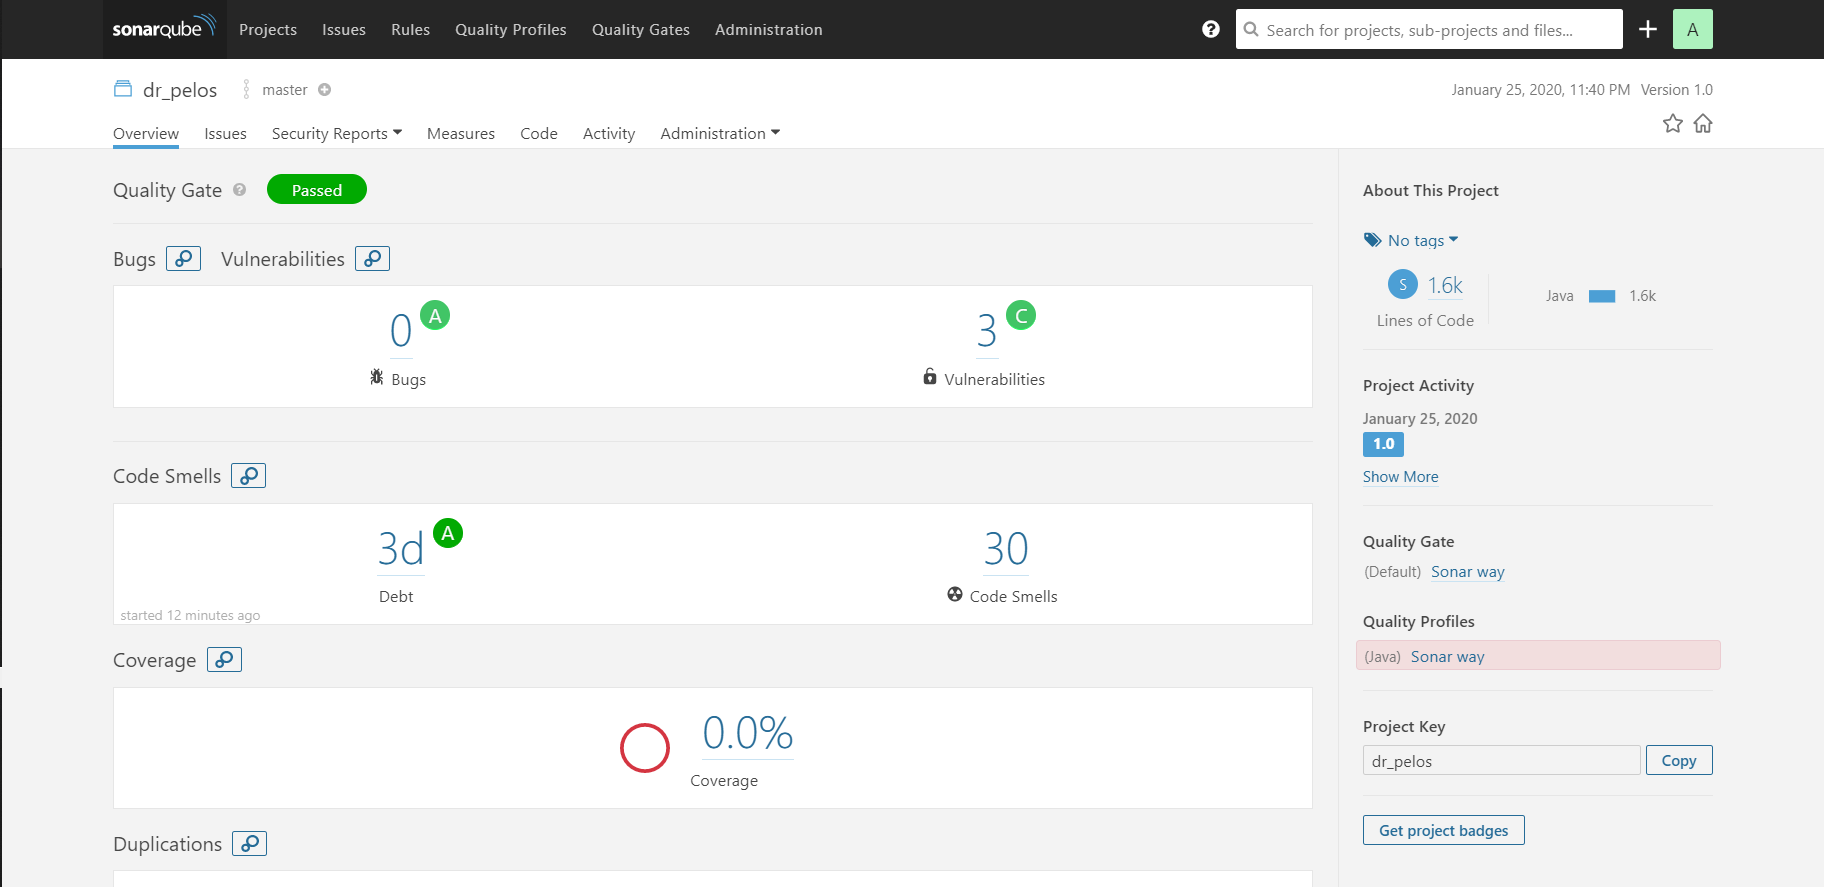 sonarqube Projects Issues Rules Quality Profiles Quality Gates Administration ? Search for projects, sub-projects and files... A
dr_pelos master January 25, 2020, 11:40 PM Version 1.0
Overview Issues Security Reports Measures Code Activity Administration
Quality Gate ? Passed
Bugs Vulnerabilities
0 A 3 C
Bugs Vulnerabilities
Code Smells
3d A 30
Debt Code Smells
started 12 minutes ago
Coverage
0.0%
Coverage
Duplications
About This Project
No tags
S 1.6k Java 1.6k
Lines of Code
Project Activity
January 25, 2020
1.0
Show More
Quality Gate
(Default) Sonar way
Quality Profiles
(Java) Sonar way
Project Key
dr_pelos Copy
Get project badges